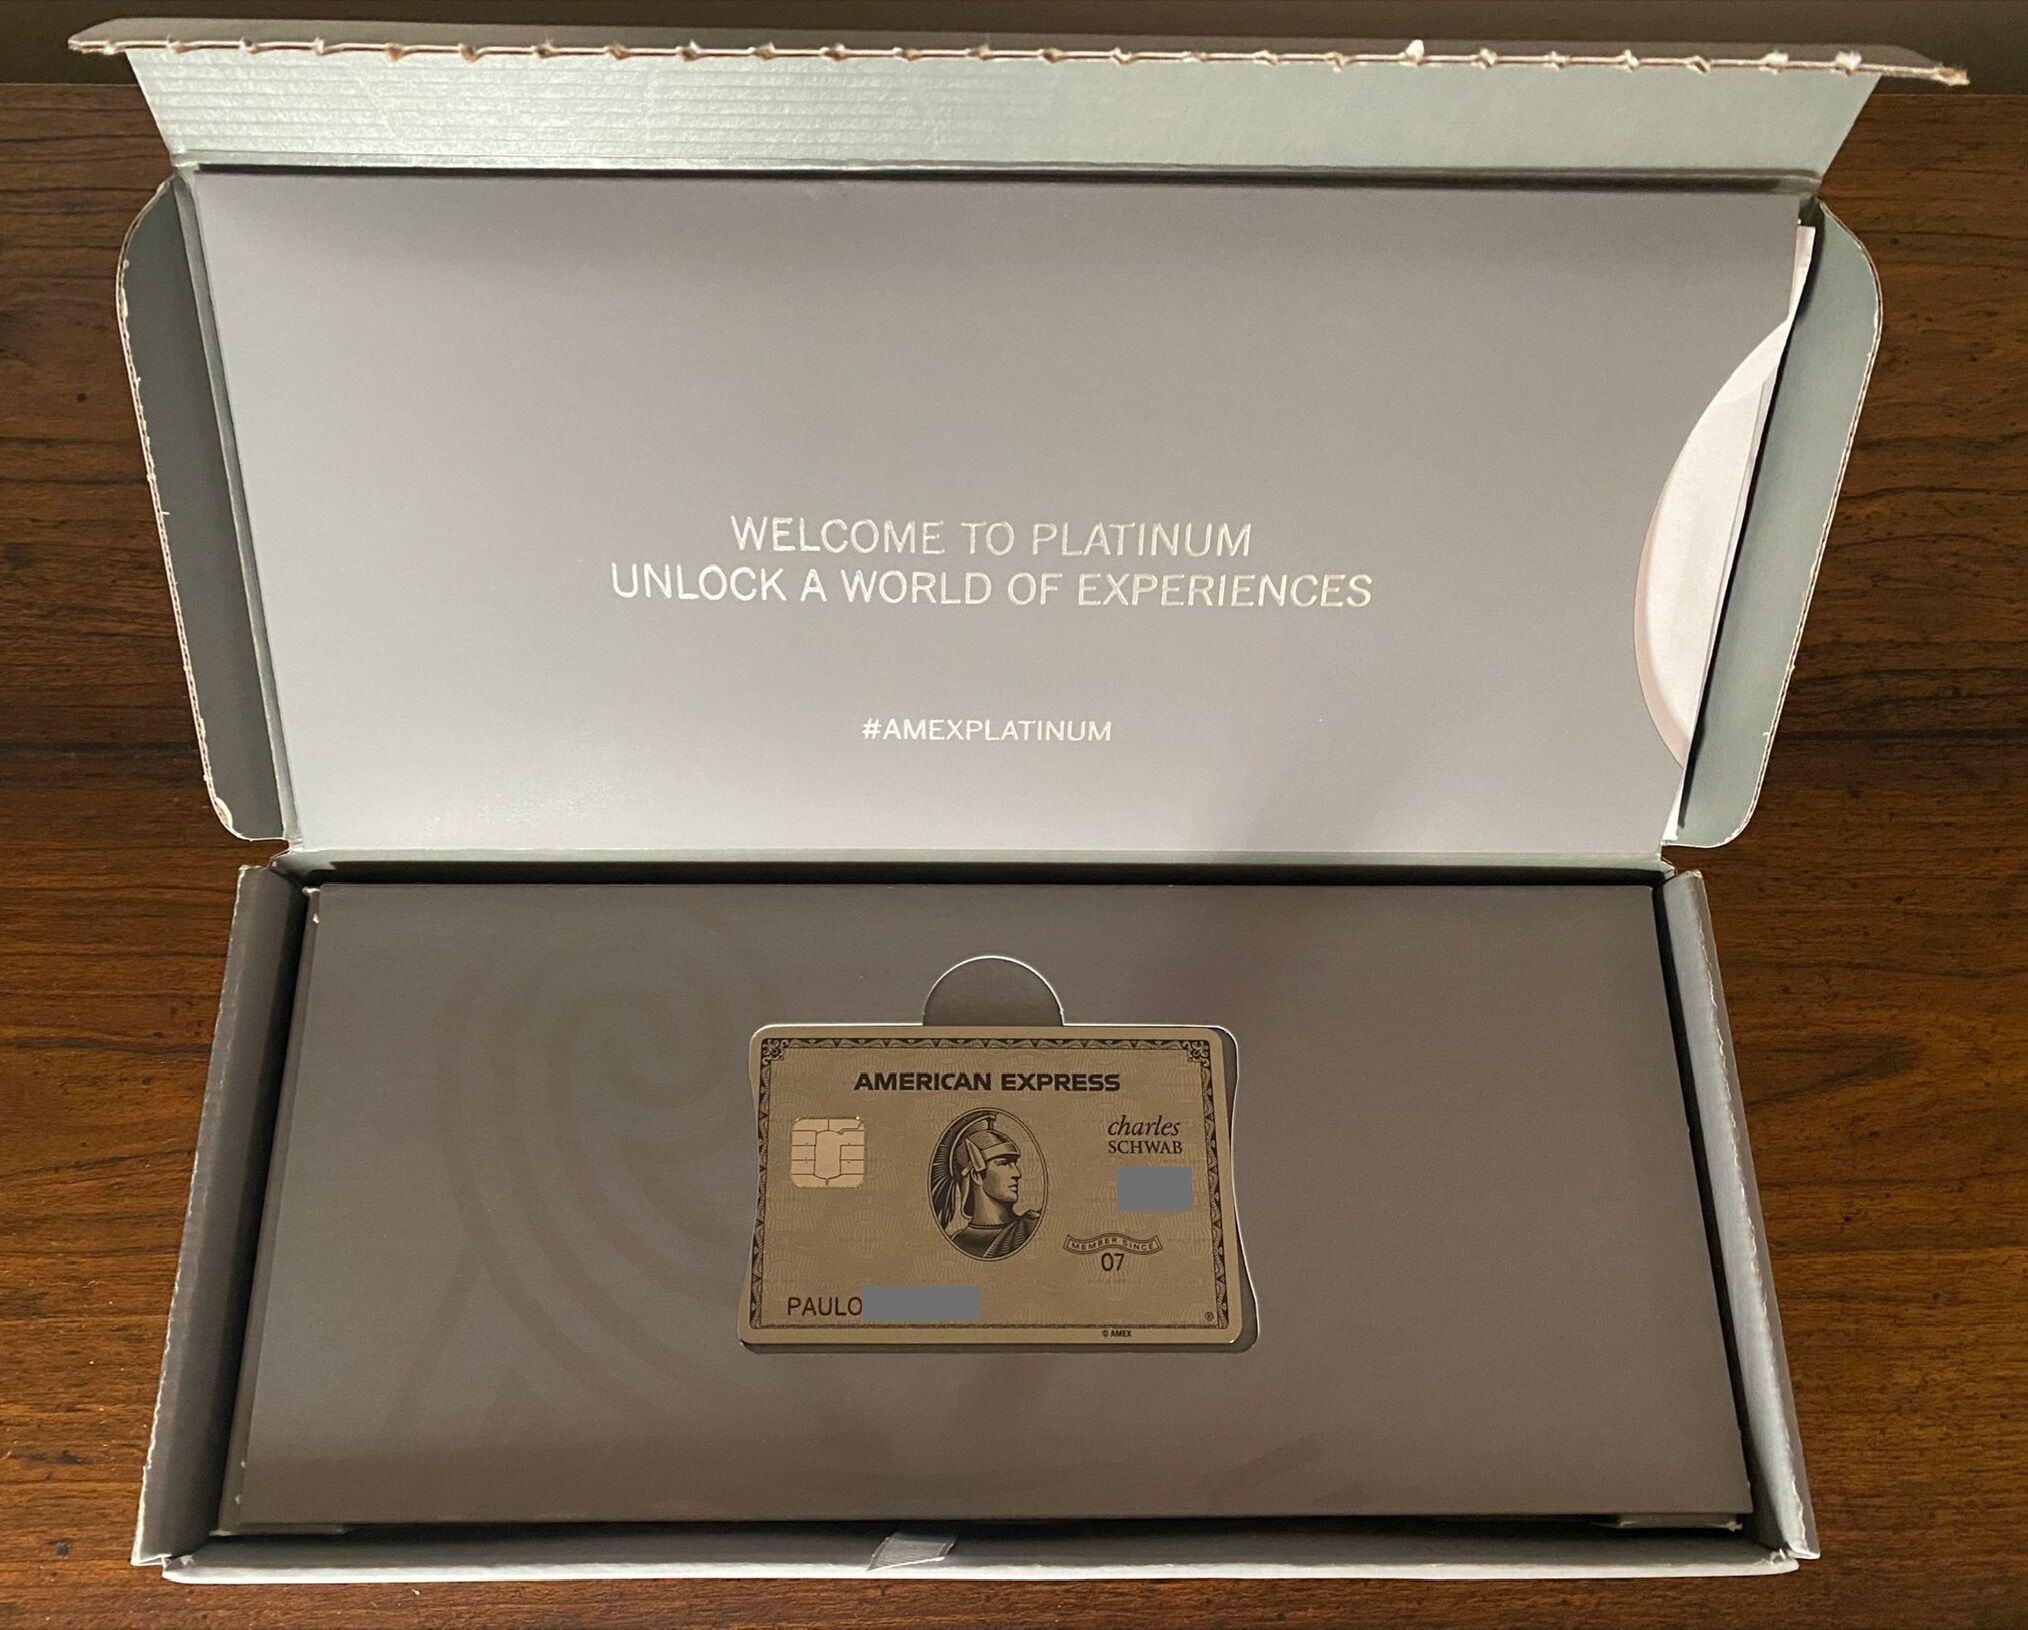 WELCOME TO PLATINUM
UNLOCK A WORLD OF EXPERIENCES
#AMEXPLATINUM
AMERICAN EXPRESS
charles
SCHWAB
MEMBER SINCE
07
PAULO
® 
© AMEX